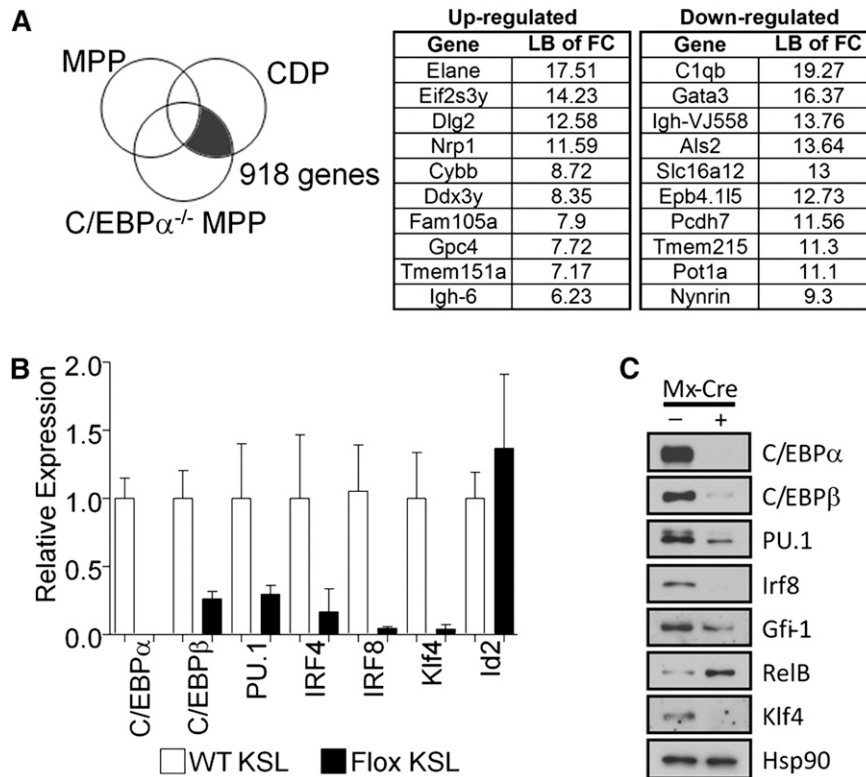 A
MPP
CDP
918 genes
C/EBPα-/- MPP
Up-regulated
Gene LB of FC
Elane 17.51
Eif2s3y 14.23
Dlg2 12.58
Nrp1 11.59
Cybb 8.72
Ddx3y 8.35
Fam105a 7.9
Gpc4 7.72
Tmem151a 7.17
Igh-6 6.23
Down-regulated
Gene LB of FC
C1qb 19.27
Gata3 16.37
Igh-VJ558 13.76
Als2 13.64
Slc16a12 13
Epb4.1l5 12.73
Pcdh7 11.56
Tmem215 11.3
Pot1a 11.1
Nynrin 9.3
B
Relative Expression
2.0
1.5
1.0
0.5
0.0
C/EBPα
C/EBPβ
PU.1
IRF4
IRF8
Klf4
Id2
WT KSL
Flox KSL
C
Mx-Cre
− +
C/EBPα
C/EBPβ
PU.1
Irf8
Gfi-1
RelB
Klf4
Hsp90